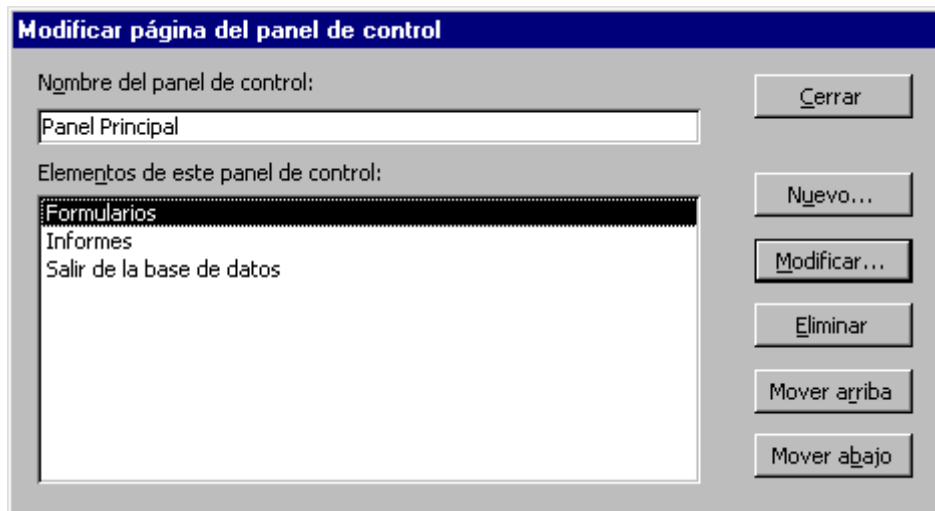 Modificar página del panel de control
Nombre del panel de control:
Panel Principal
Elementos de este panel de control:
Formularios
Informes
Salir de la base de datos
Cerrar
Nuevo...
Modificar...
Eliminar
Mover arriba
Mover abajo